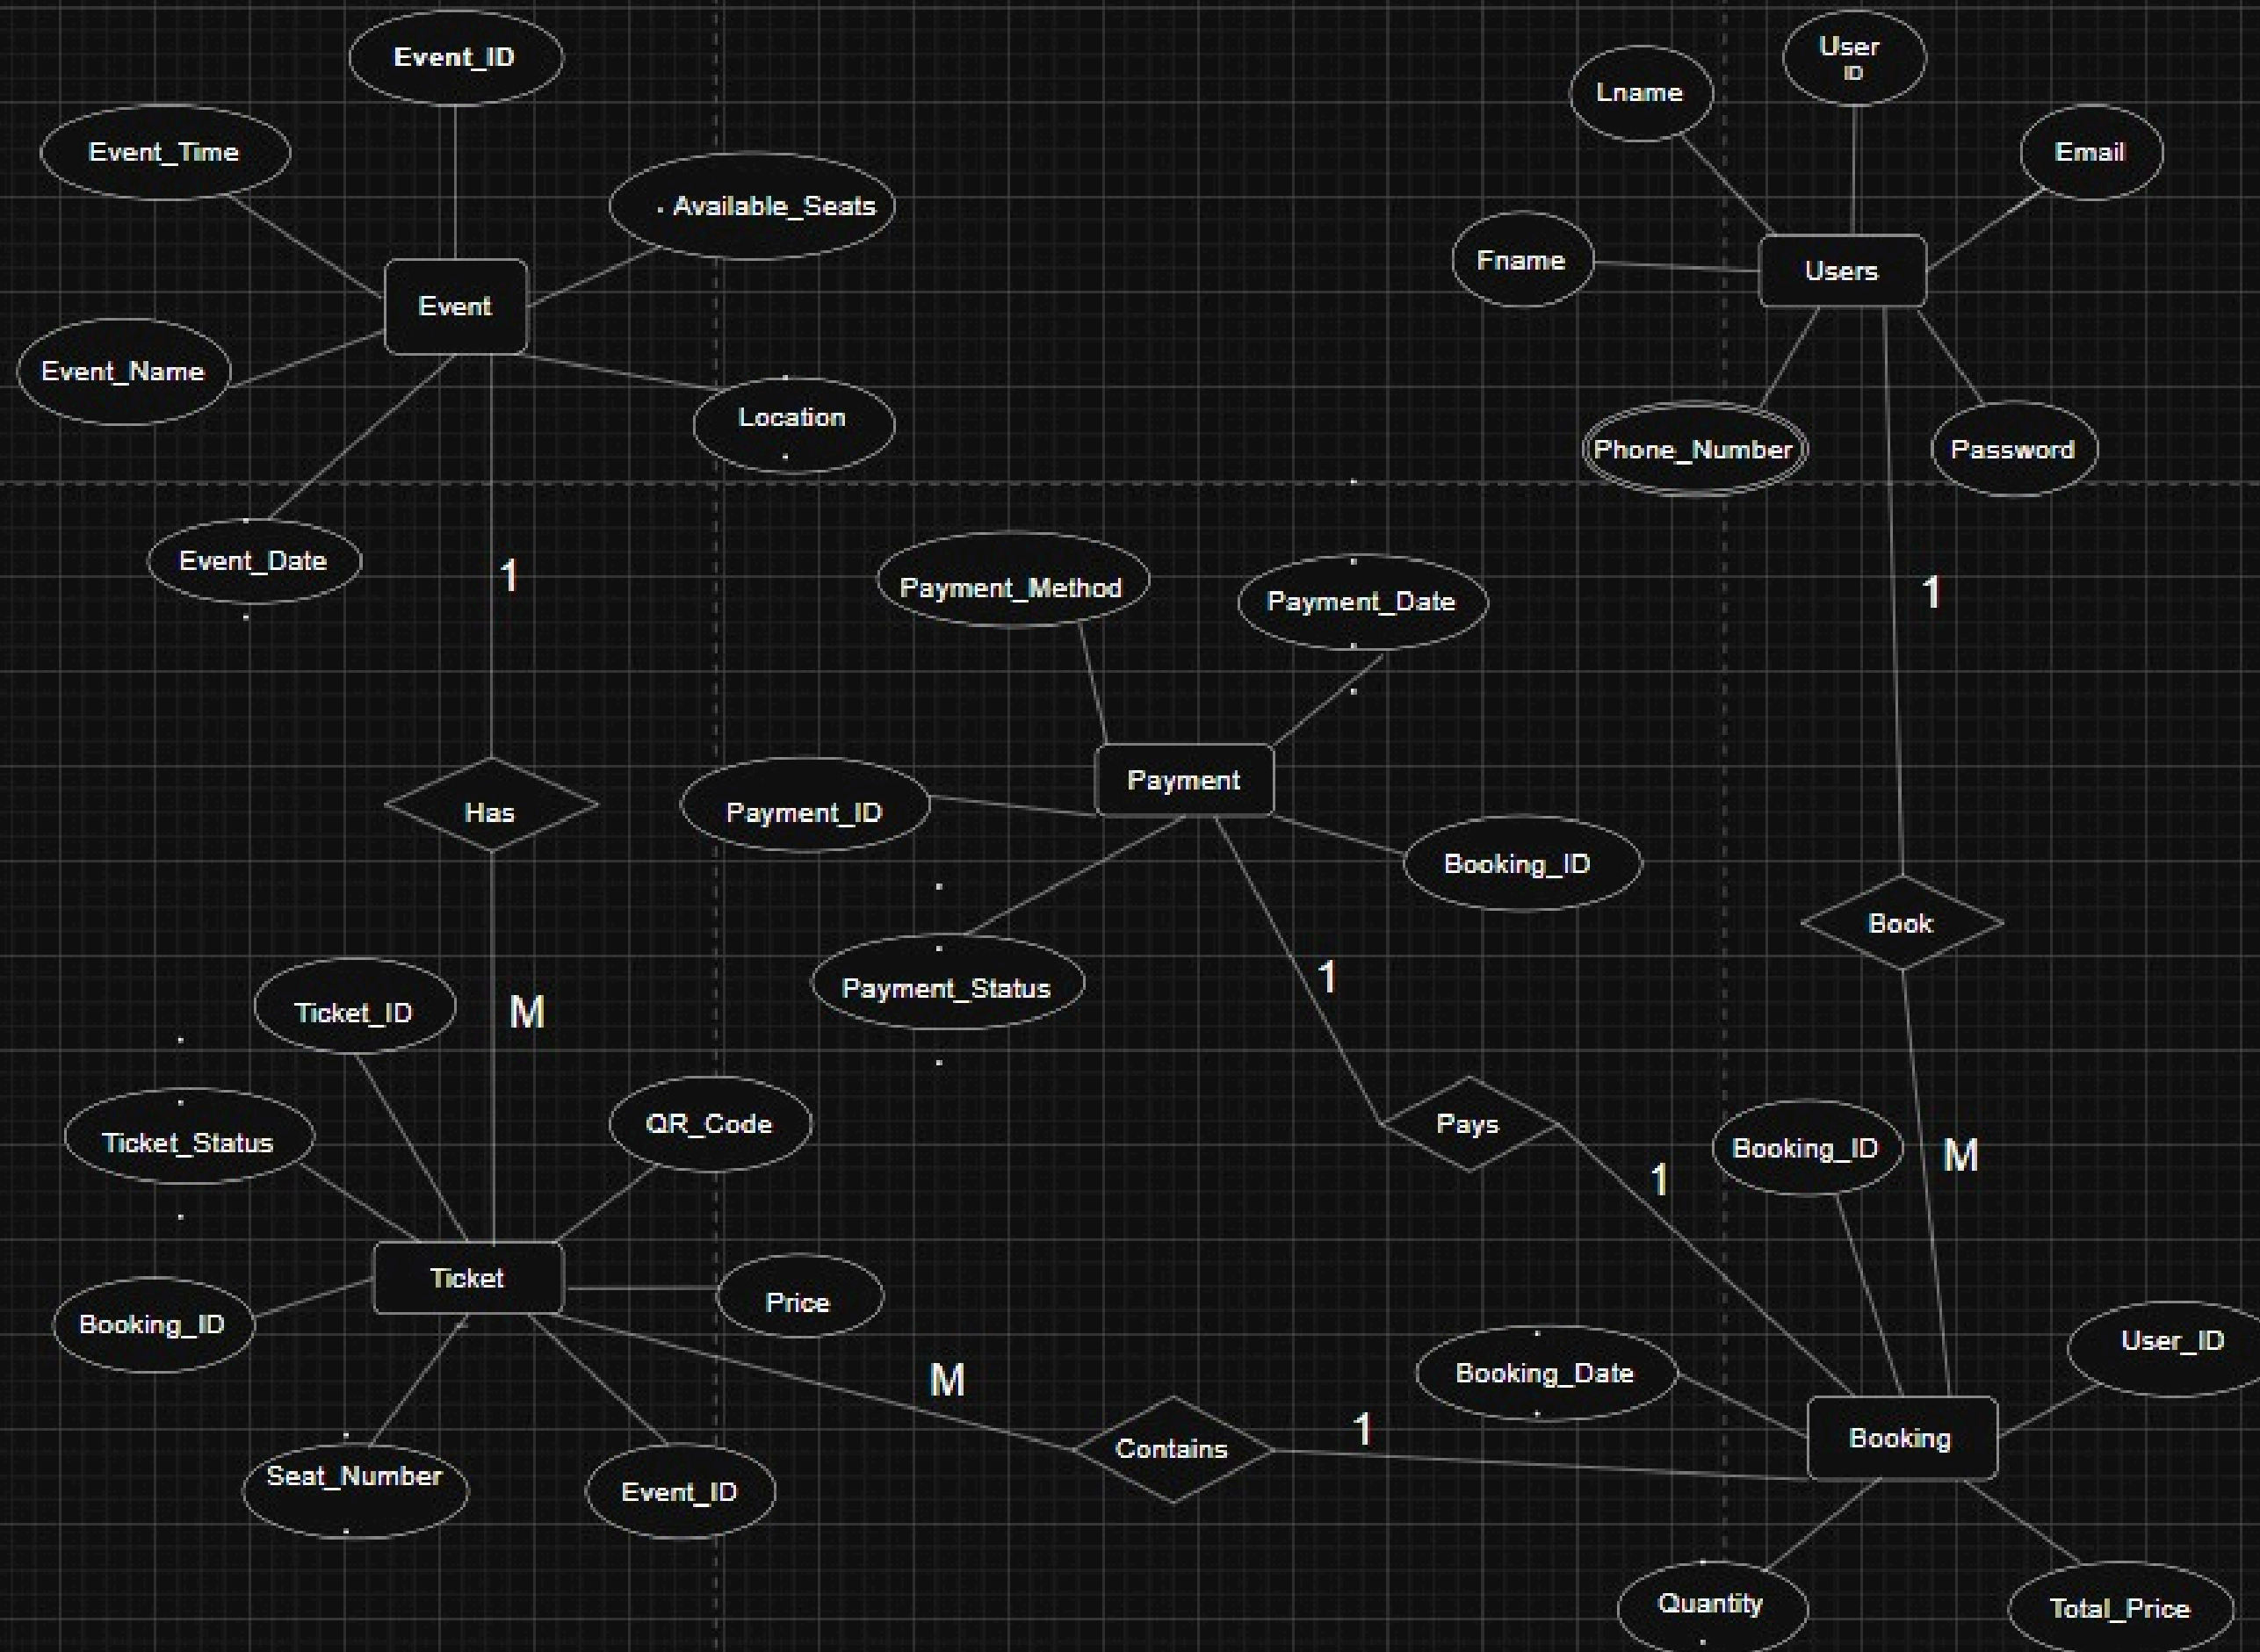 Event_ID
User
ID
Lname
Event_Time
Email
Available_Seats
Fname
Users
Event
Event_Name
Location
Phone_Number
Password
Event_Date
1
Payment_Method
Payment_Date
1
Payment
Has
Payment_ID
Booking_ID
Book
1
Payment_Status
Ticket_ID
M
QR_Code
Pays
Ticket_Status
Booking_ID
M
1
Ticket
Price
Booking_ID
User_ID
Booking_Date
M
1
Contains
Booking
Seat_Number
Event_ID
Quantity
Total_Price